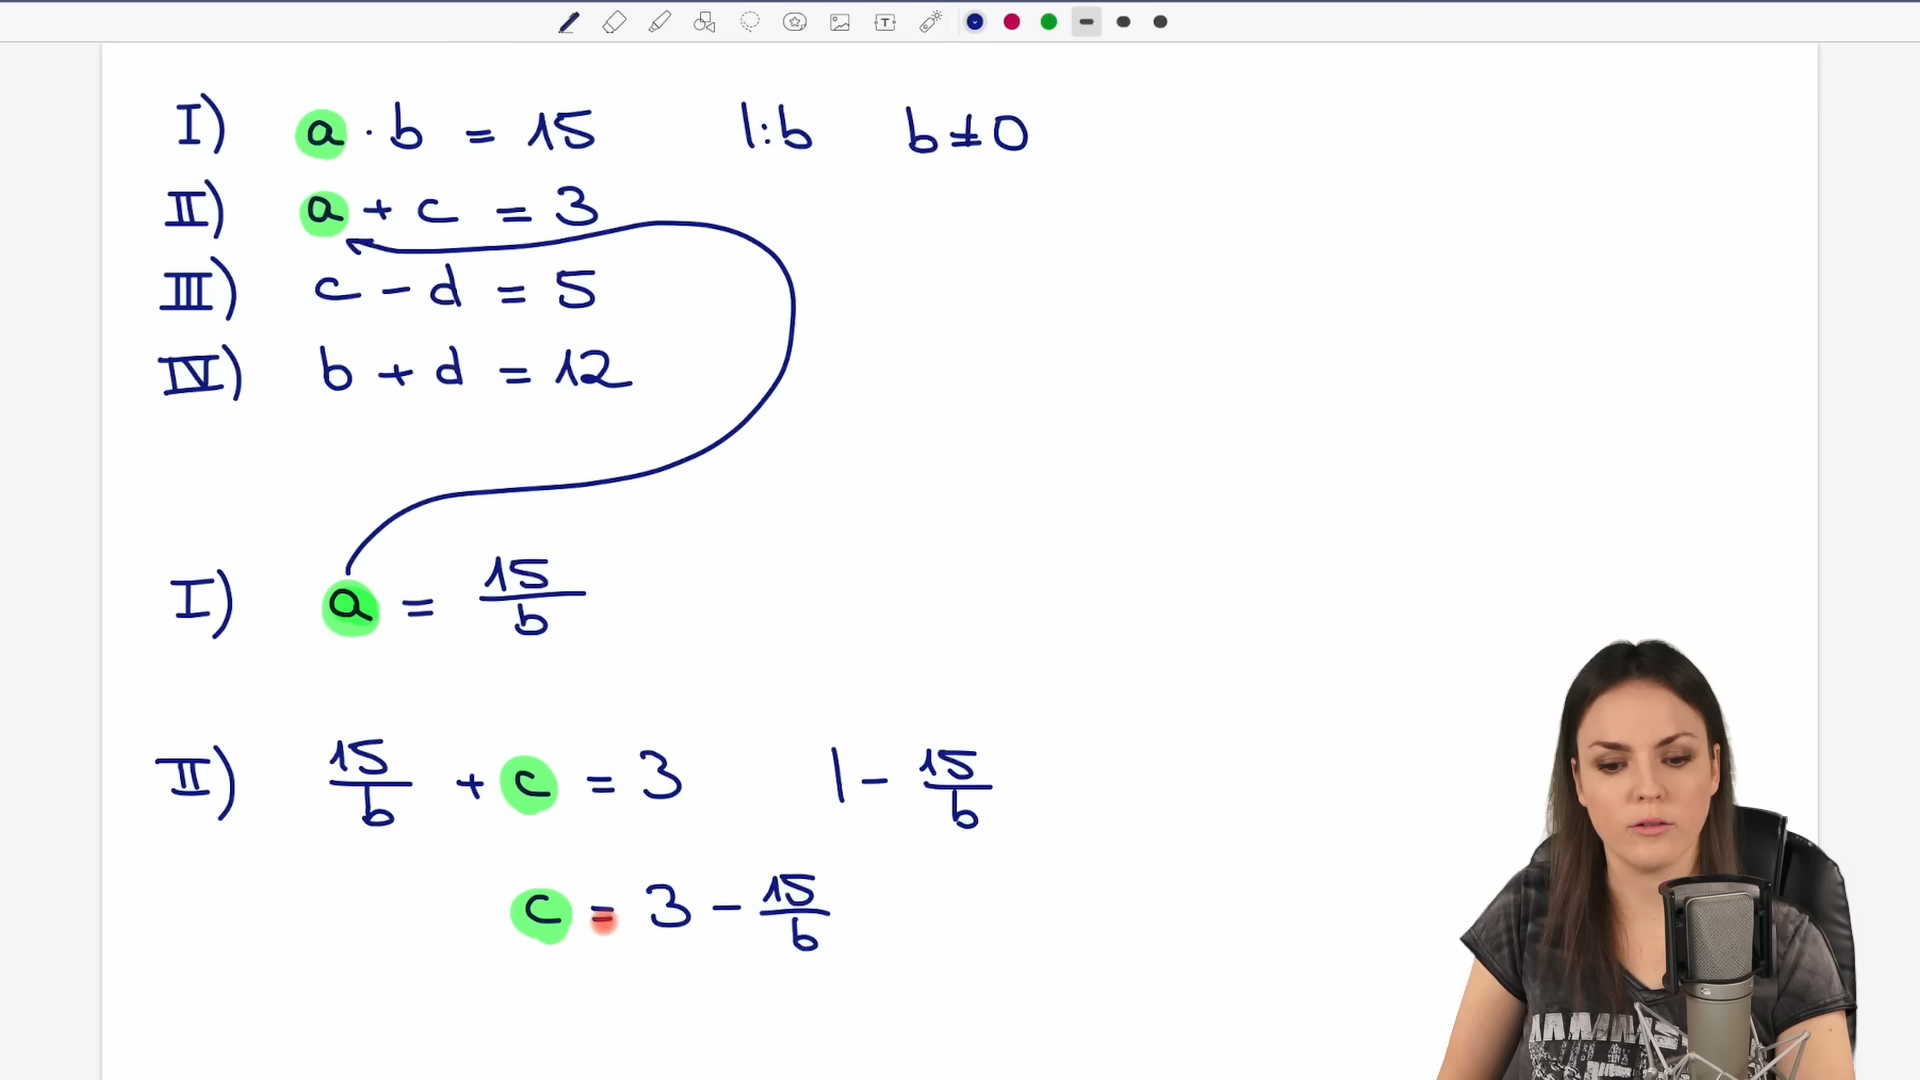 I) a · b = 15 |:b b ≠ 0
II) a + c = 3
III) c - d = 5
IV) b + d = 12
I) a = 15/b
II) 15/b + c = 3 | - 15/b
c = 3 - 15/b